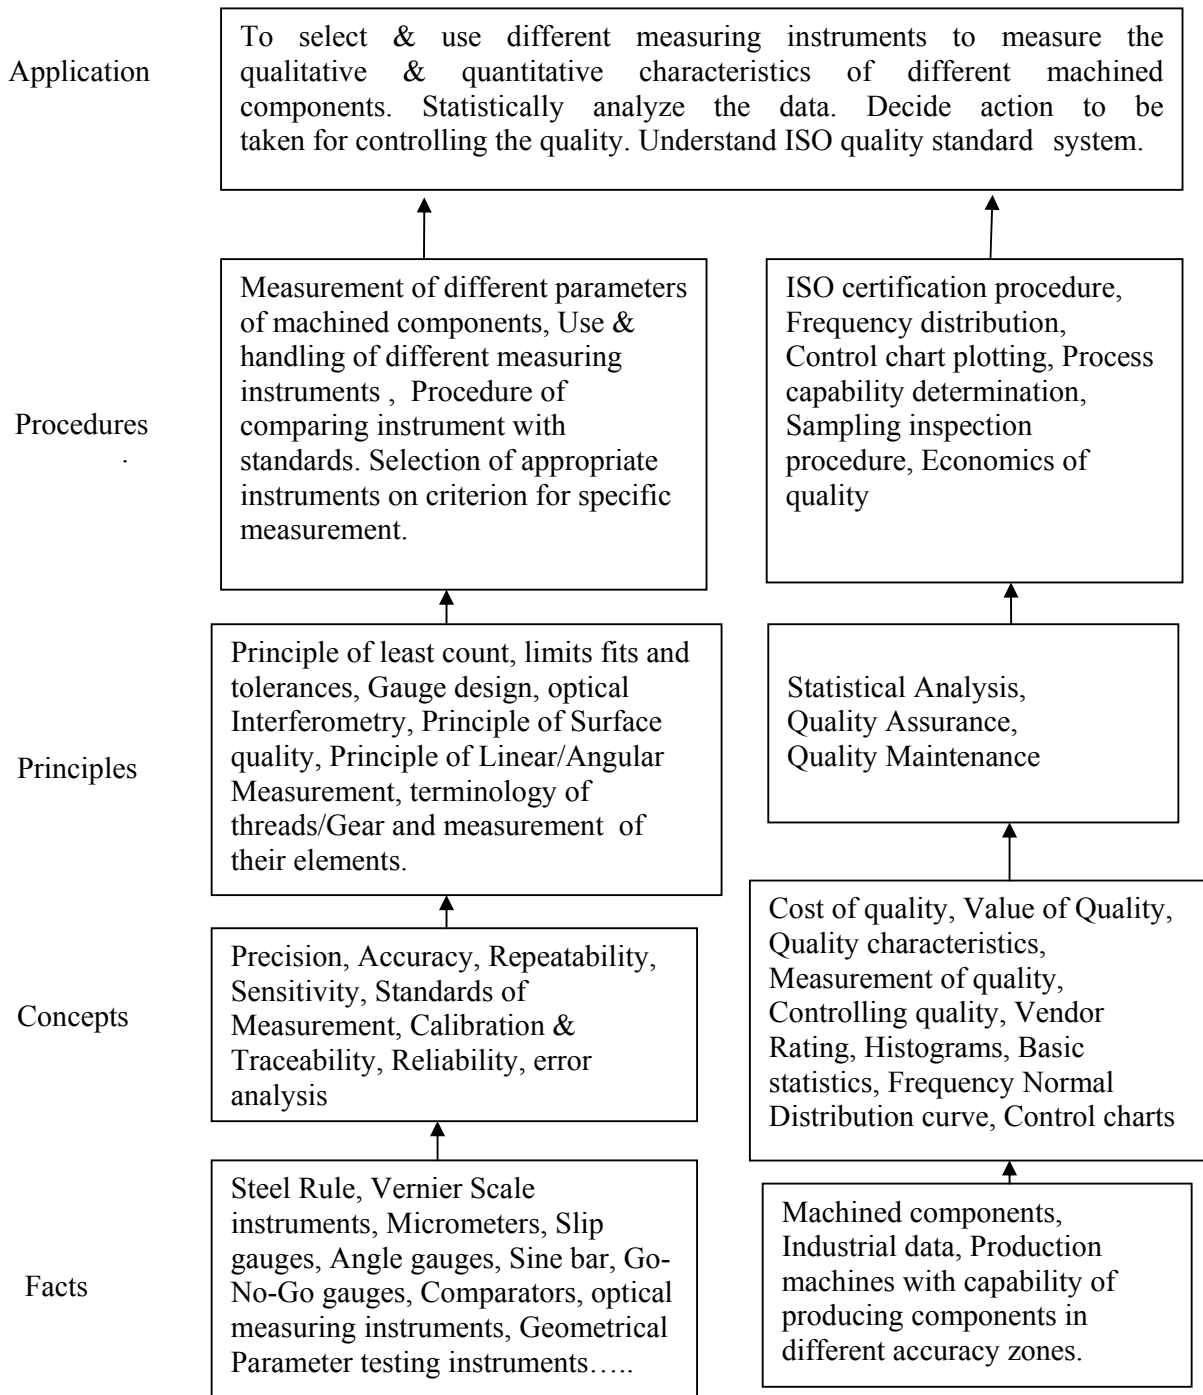 Application
To select & use different measuring instruments to measure the
qualitative & quantitative characteristics of different machined
components. Statistically analyze the data. Decide action to be
taken for controlling the quality. Understand ISO quality standard system.
Procedures
.
Measurement of different parameters
of machined components, Use &
handling of different measuring
instruments , Procedure of
comparing instrument with
standards. Selection of appropriate
instruments on criterion for specific
measurement.
ISO certification procedure,
Frequency distribution,
Control chart plotting, Process
capability determination,
Sampling inspection
procedure, Economics of
quality
Principles
Principle of least count, limits fits and
tolerances, Gauge design, optical
Interferometry, Principle of Surface
quality, Principle of Linear/Angular
Measurement, terminology of
threads/Gear and measurement of
their elements.
Statistical Analysis,
Quality Assurance,
Quality Maintenance
Concepts
Precision, Accuracy, Repeatability,
Sensitivity, Standards of
Measurement, Calibration &
Traceability, Reliability, error
analysis
Cost of quality, Value of Quality,
Quality characteristics,
Measurement of quality,
Controlling quality, Vendor
Rating, Histograms, Basic
statistics, Frequency Normal
Distribution curve, Control charts
Facts
Steel Rule, Vernier Scale
instruments, Micrometers, Slip
gauges, Angle gauges, Sine bar, Go-
No-Go gauges, Comparators, optical
measuring instruments, Geometrical
Parameter testing instruments…..
Machined components,
Industrial data, Production
machines with capability of
producing components in
different accuracy zones.